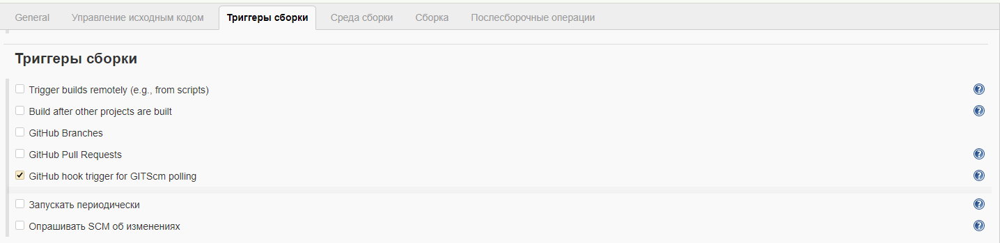 General Управление исходным кодом Триггеры сборки Среда сборки Сборка Послесборочные операции
Триггеры сборки
Trigger builds remotely (e.g., from scripts)
Build after other projects are built
GitHub Branches
GitHub Pull Requests
GitHub hook trigger for GITScm polling
Запускать периодически
Опрашивать SCM об изменениях